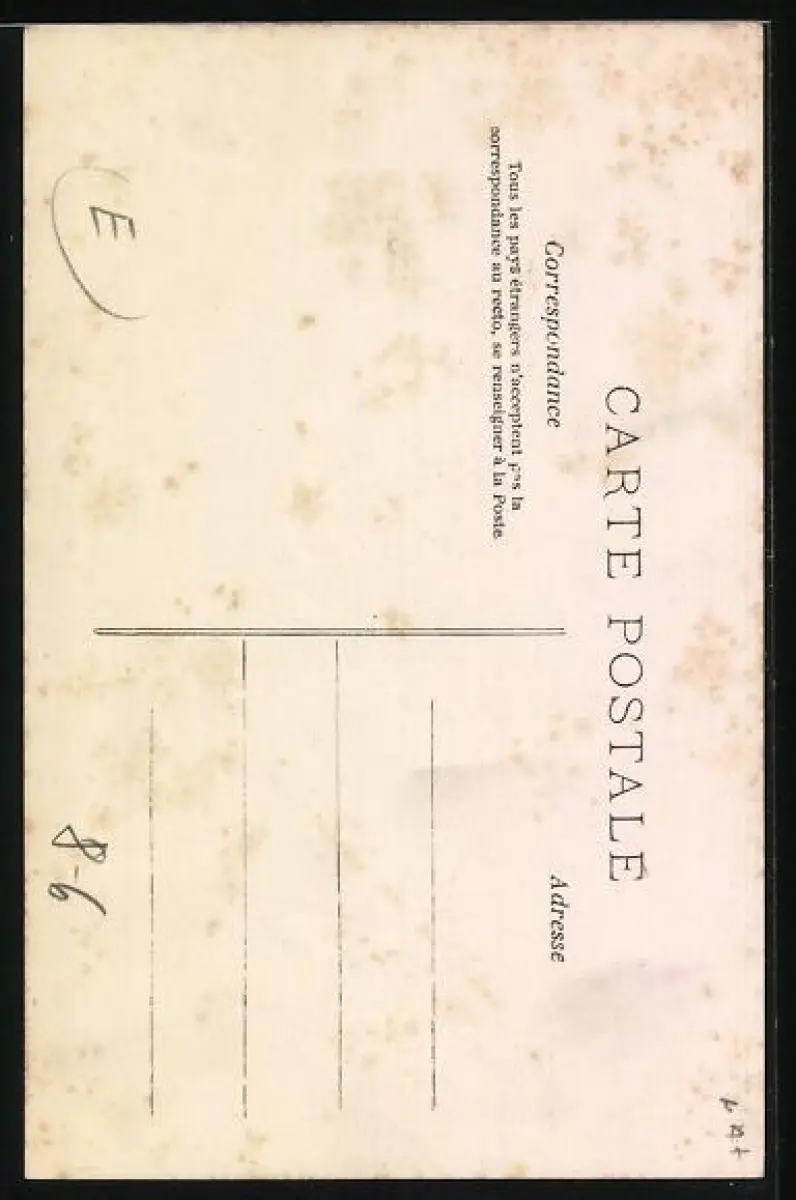 CARTE POSTALE
Correspondance
Tous les pays étrangers n'acceptent pas la
correspondance au recto, se renseigner à la Poste
Adresse
E
8-6